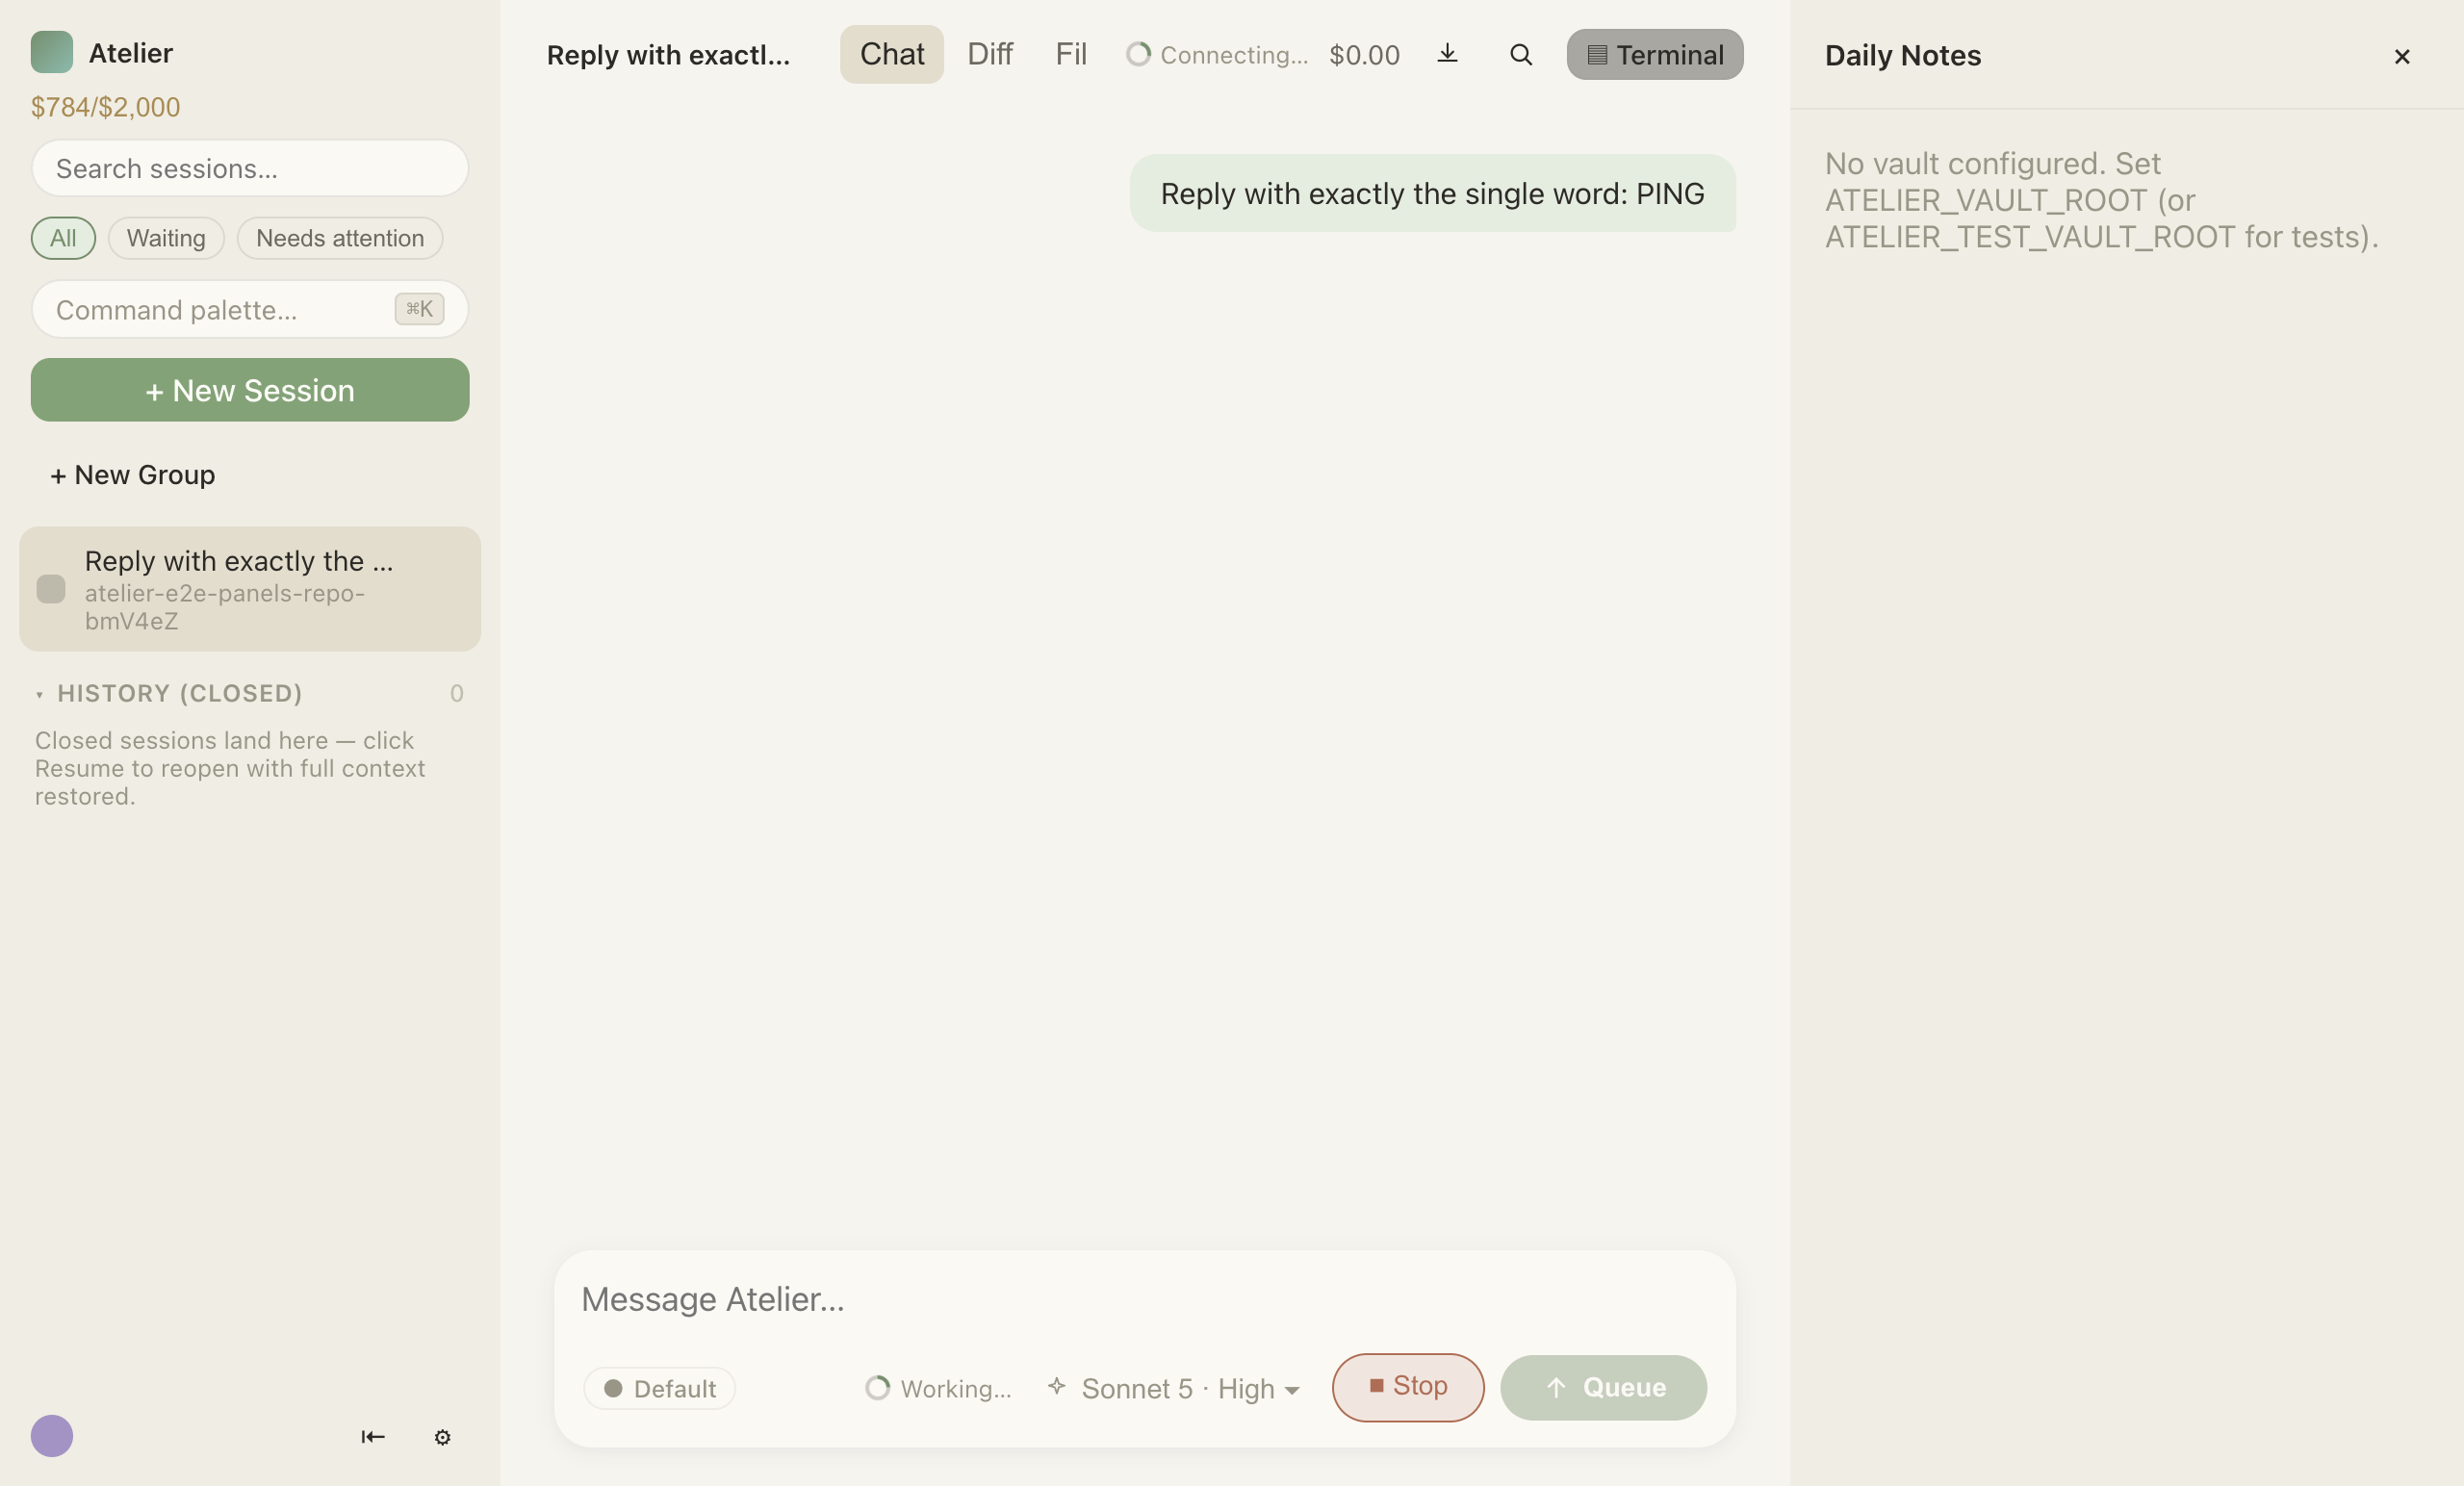 Atelier
$784/$2,000
Search sessions...
All
Waiting
Needs attention
Command palette...
⌘K
+ New Session
+ New Group
Reply with exactly the ...
atelier-e2e-panels-repo-
bmV4eZ
HISTORY (CLOSED)
0
Closed sessions land here — click
Resume to reopen with full context
restored.
Reply with exactl...
Chat
Diff
Fil
Connecting...
$0.00
Terminal
Reply with exactly the single word: PING
Message Atelier...
Default
Working...
Sonnet 5 · High
Stop
Queue
Daily Notes
No vault configured. Set
ATELIER_VAULT_ROOT (or
ATELIER_TEST_VAULT_ROOT for tests).